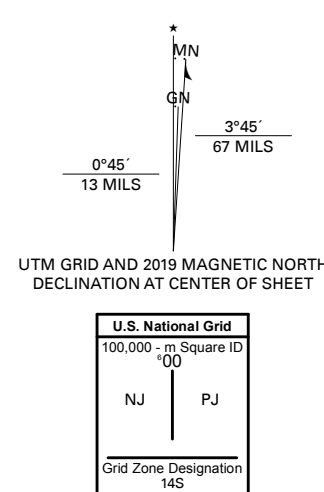 ★
MN
GN
3°45´
67 MILS
0°45´
13 MILS
UTM GRID AND 2019 MAGNETIC NORTH
DECLINATION AT CENTER OF SHEET
U.S. National Grid
100,000 - m Square ID
⁶00
NJ PJ
Grid Zone Designation
14S